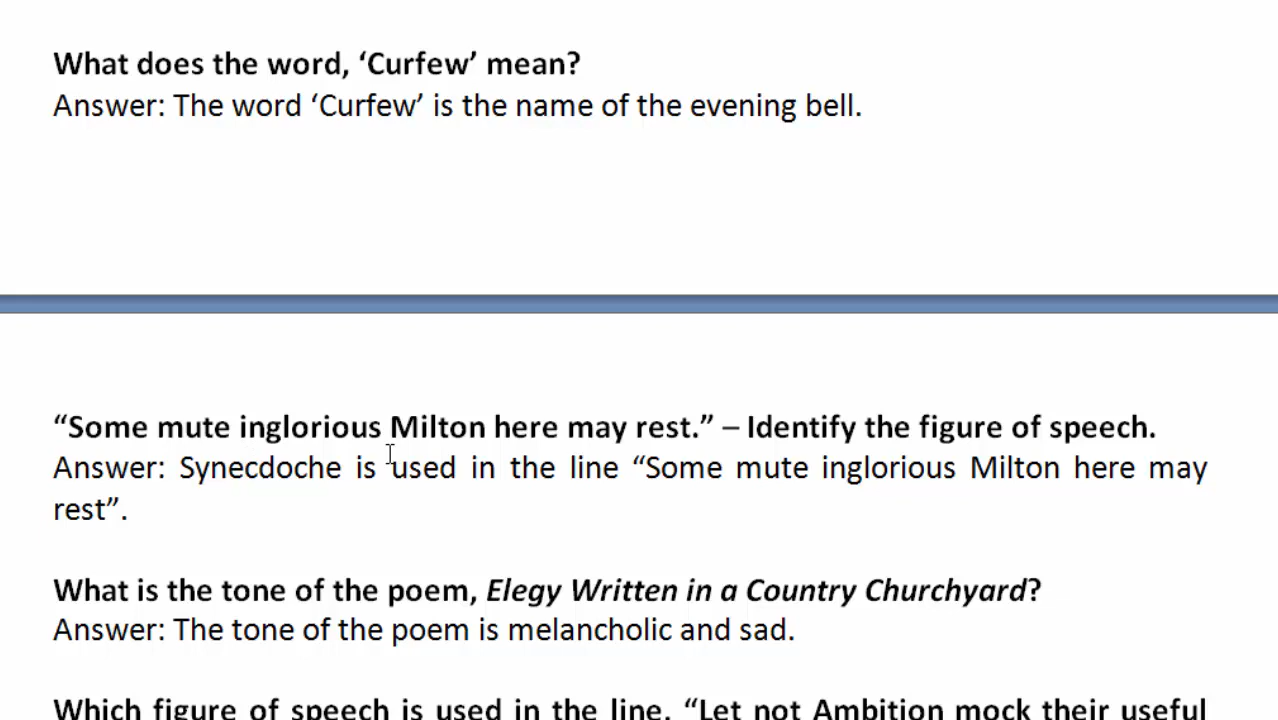 What does the word, ‘Curfew’ mean?
Answer: The word ‘Curfew’ is the name of the evening bell.
“Some mute inglorious Milton here may rest.” – Identify the figure of speech.
Answer: Synecdoche is used in the line “Some mute inglorious Milton here may
rest”.
What is the tone of the poem, Elegy Written in a Country Churchyard?
Answer: The tone of the poem is melancholic and sad.
Which figure of speech is used in the line, “Let not Ambition mock their useful